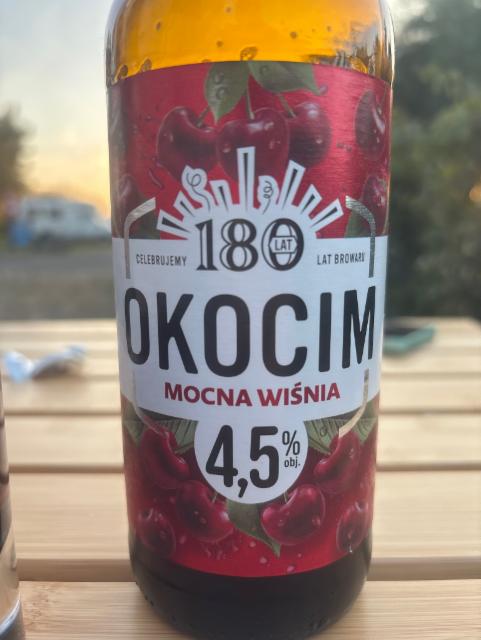 180 LAT
CELEBRUJEMY
LAT BROWARU
OKOCIM
MOCNA WIŚNIA
4,5% obj.